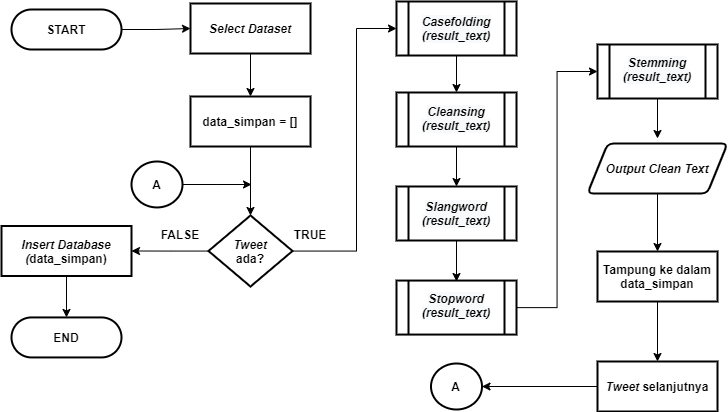 START
Select Dataset
data_simpan = []
A
Tweet
ada?
FALSE
TRUE
Insert Database
(data_simpan)
END
Casefolding
(result_text)
Cleansing
(result_text)
Slangword
(result_text)
Stopword
(result_text)
Stemming
(result_text)
Output Clean Text
Tampung ke dalam
data_simpan
Tweet selanjutnya
A